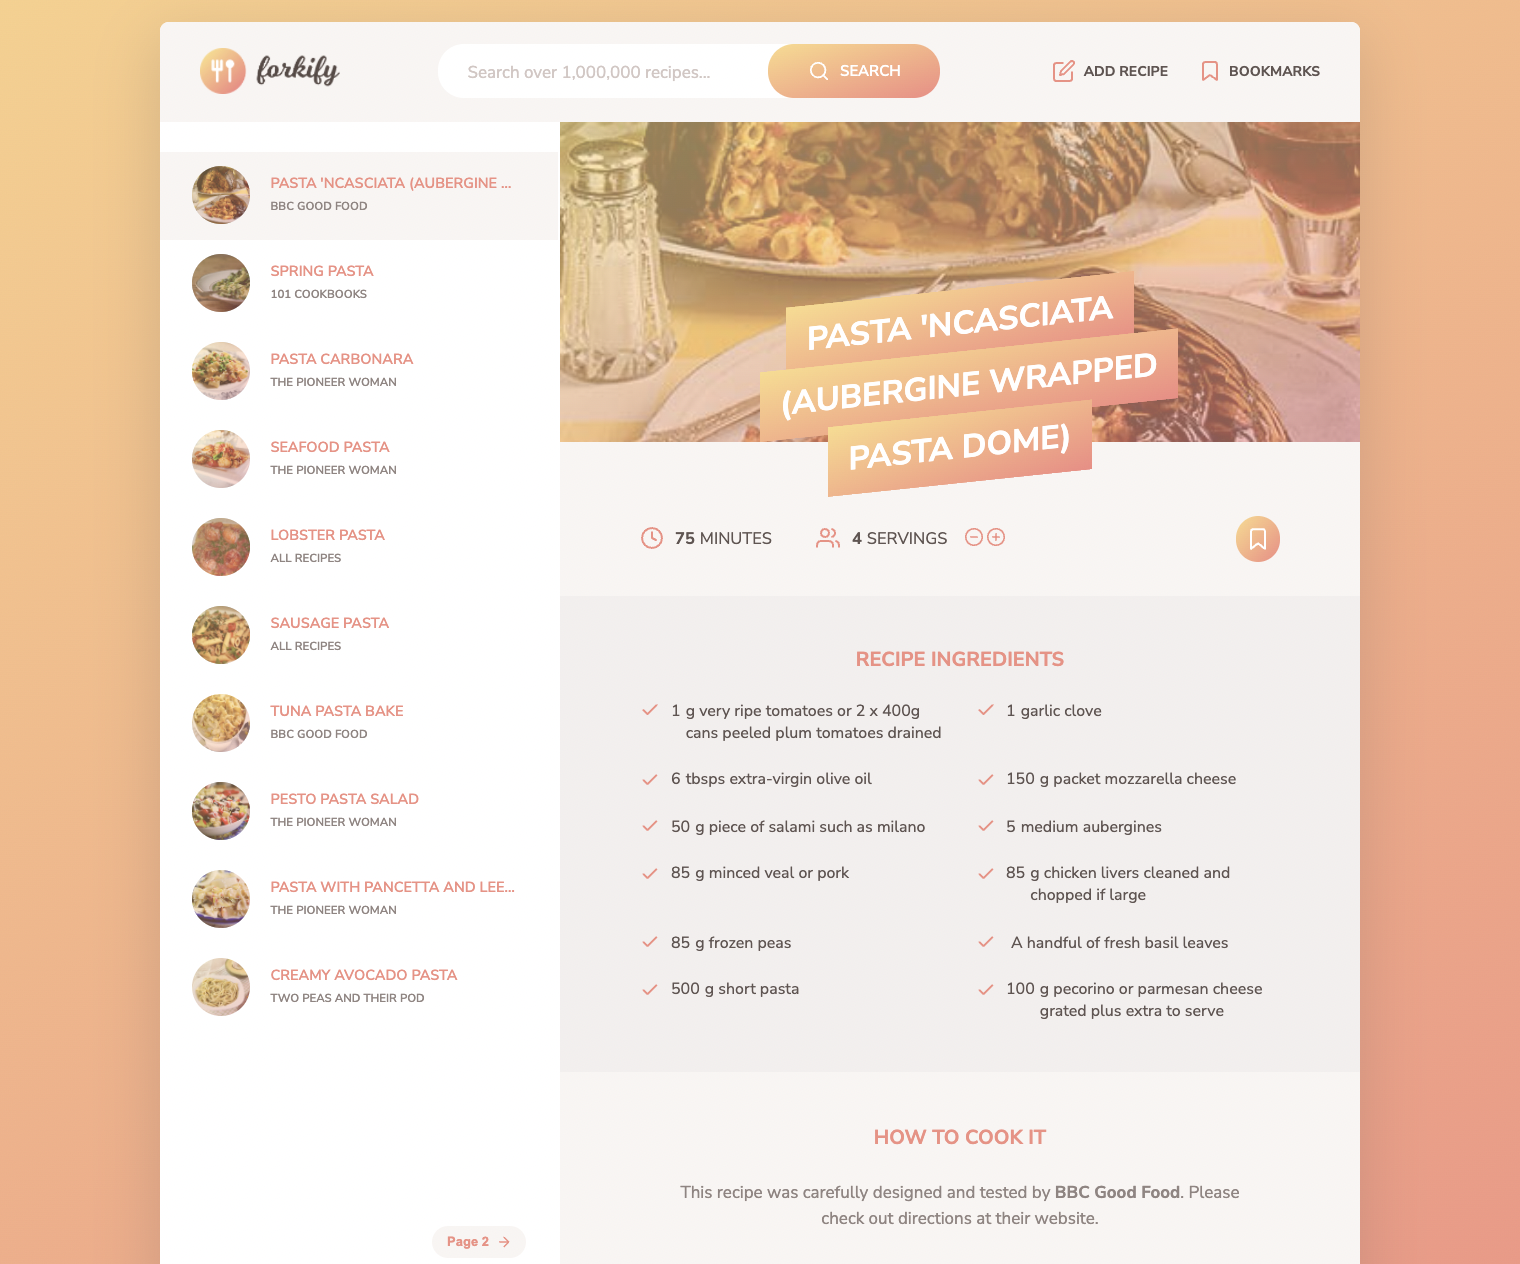 forkify
Search over 1,000,000 recipes...
SEARCH
ADD RECIPE
BOOKMARKS
PASTA 'NCASCIATA (AUBERGINE ...
BBC GOOD FOOD
SPRING PASTA
101 COOKBOOKS
PASTA CARBONARA
THE PIONEER WOMAN
SEAFOOD PASTA
THE PIONEER WOMAN
LOBSTER PASTA
ALL RECIPES
SAUSAGE PASTA
ALL RECIPES
TUNA PASTA BAKE
BBC GOOD FOOD
PESTO PASTA SALAD
THE PIONEER WOMAN
PASTA WITH PANCETTA AND LEE...
THE PIONEER WOMAN
CREAMY AVOCADO PASTA
TWO PEAS AND THEIR POD
Page 2
PASTA 'NCASCIATA
(AUBERGINE WRAPPED
PASTA DOME)
75 MINUTES
4 SERVINGS
RECIPE INGREDIENTS
1 g very ripe tomatoes or 2 x 400g
cans peeled plum tomatoes drained
1 garlic clove
6 tbsps extra-virgin olive oil
150 g packet mozzarella cheese
50 g piece of salami such as milano
5 medium aubergines
85 g minced veal or pork
85 g chicken livers cleaned and
chopped if large
85 g frozen peas
A handful of fresh basil leaves
500 g short pasta
100 g pecorino or parmesan cheese
grated plus extra to serve
HOW TO COOK IT
This recipe was carefully designed and tested by BBC Good Food. Please
check out directions at their website.